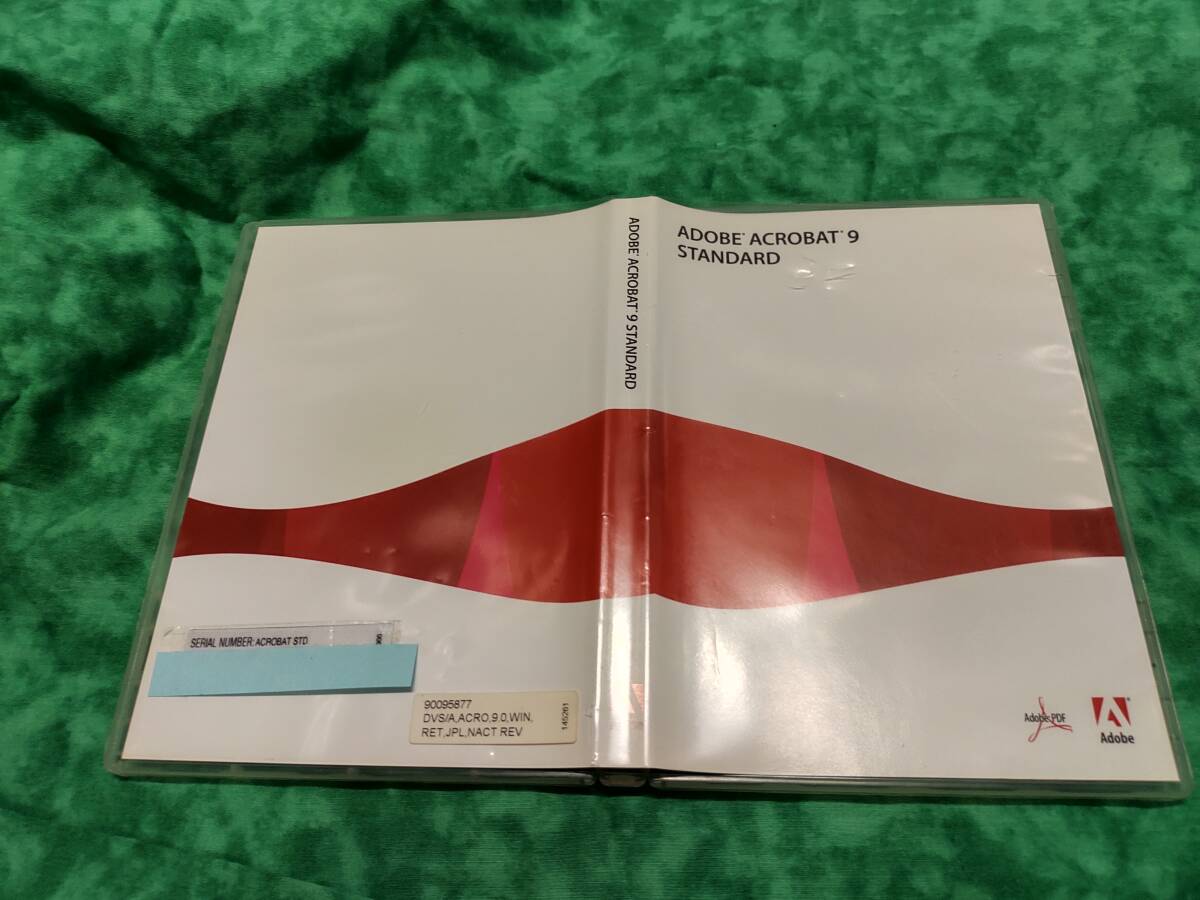 ADOBE® ACROBAT® 9
STANDARD
ADOBE® ACROBAT® 9 STANDARD
SERIAL NUMBER: ACROBAT STD
90095877
DVS/A,ACRO,9.0,WIN,
RET,JPL,NACT REV
145261
Adobe PDF
Adobe